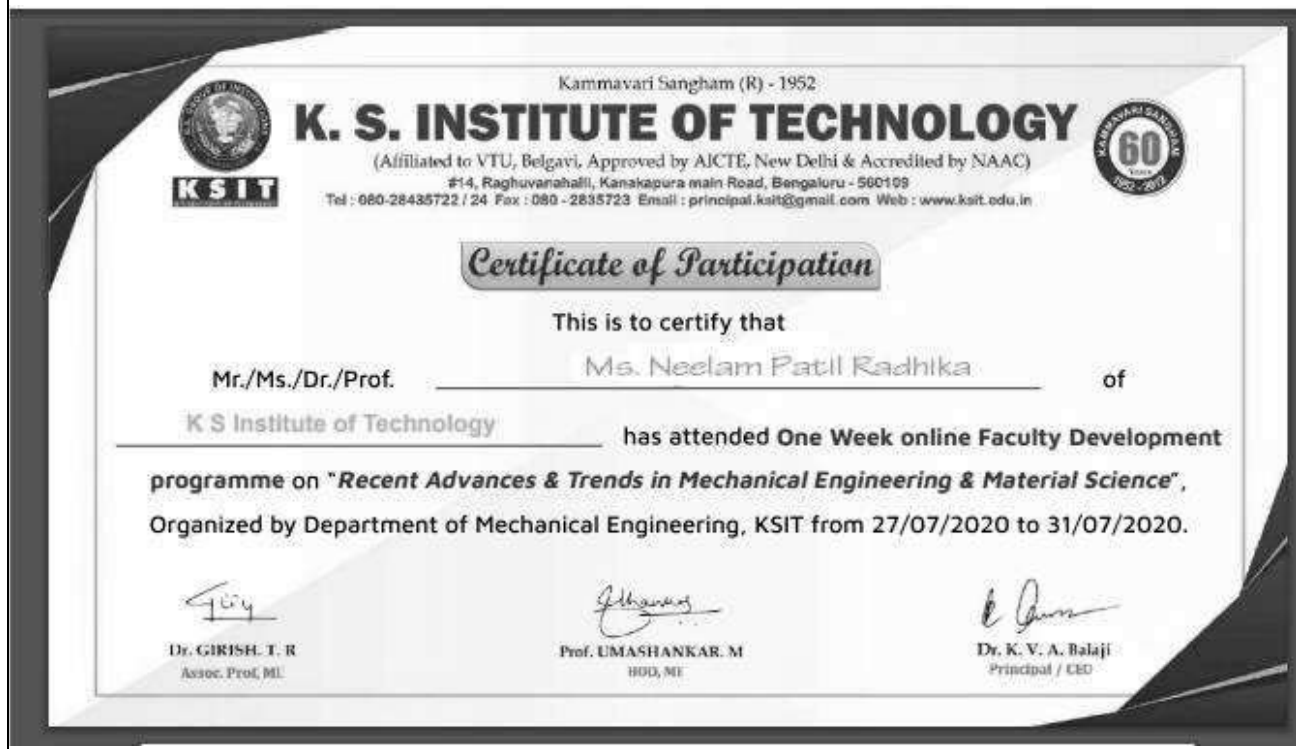 Kammavari Sangham (R) - 1952
K. S. INSTITUTE OF TECHNOLOGY
(Affiliated to VTU, Belgavi, Approved by AICTE, New Delhi & Accredited by NAAC)
#14, Raghuvanahalli, Kanakapura main Road, Bengaluru - 560109
Tel : 080-28435722 / 24 Fax : 080 - 2835723 Email : principal.ksit@gmail.com Web : www.ksit.edu.in
KSIT
KAMMAVARI SANGHAM
60
Years
1952-2012
Certificate of Participation
This is to certify that
Mr./Ms./Dr./Prof. Ms. Neelam Patil Radhika of
K S Institute of Technology has attended One Week online Faculty Development
programme on "Recent Advances & Trends in Mechanical Engineering & Material Science",
Organized by Department of Mechanical Engineering, KSIT from 27/07/2020 to 31/07/2020.
Dr. GIRISH. T. R
Assoc. Prof, ME
Prof. UMASHANKAR. M
HOD, ME
Dr. K. V. A. Balaji
Principal / CEO